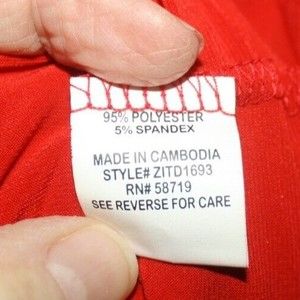 95% POLYESTER
5% SPANDEX
MADE IN CAMBODIA
STYLE# ZITD1693
RN# 58719
SEE REVERSE FOR CARE